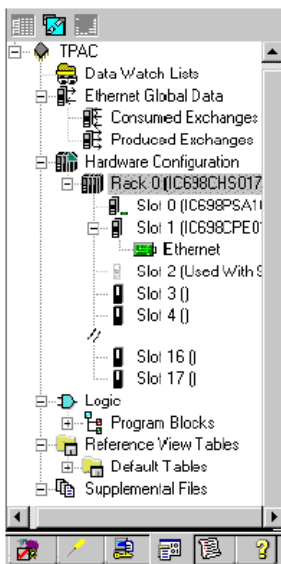 TPAC
Data Watch Lists
Ethernet Global Data
Consumed Exchanges
Produced Exchanges
Hardware Configuration
Rack 0 (IC698CHS017
Slot 0 (IC698PSA1
Slot 1 (IC698CPE0
Ethernet
Slot 2 (Used With S
Slot 3 ()
Slot 4 ()
Slot 16 ()
Slot 17 ()
Logic
Program Blocks
Reference View Tables
Default Tables
Supplemental Files